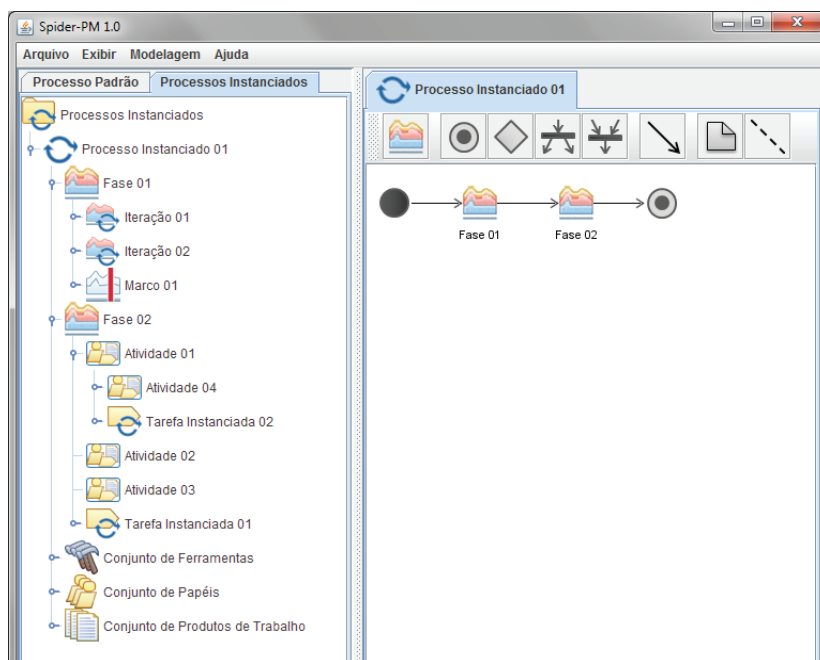 Spider-PM 1.0
Arquivo Exibir Modelagem Ajuda
Processo Padrão Processos Instanciados
Processos Instanciados
Processo Instanciado 01
Fase 01
Iteração 01
Iteração 02
Marco 01
Fase 02
Atividade 01
Atividade 04
Tarefa Instanciada 02
Atividade 02
Atividade 03
Tarefa Instanciada 01
Conjunto de Ferramentas
Conjunto de Papéis
Conjunto de Produtos de Trabalho
Processo Instanciado 01
Fase 01 Fase 02